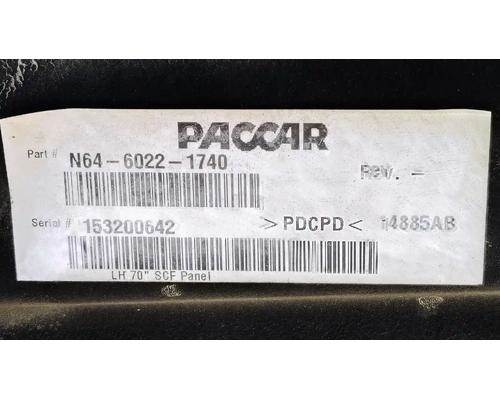 PACCAR
Part # N64-6022-1740 Rev. -
Serial # 153200642 >PDCPD< 14885AB
LH 70" SCF Panel